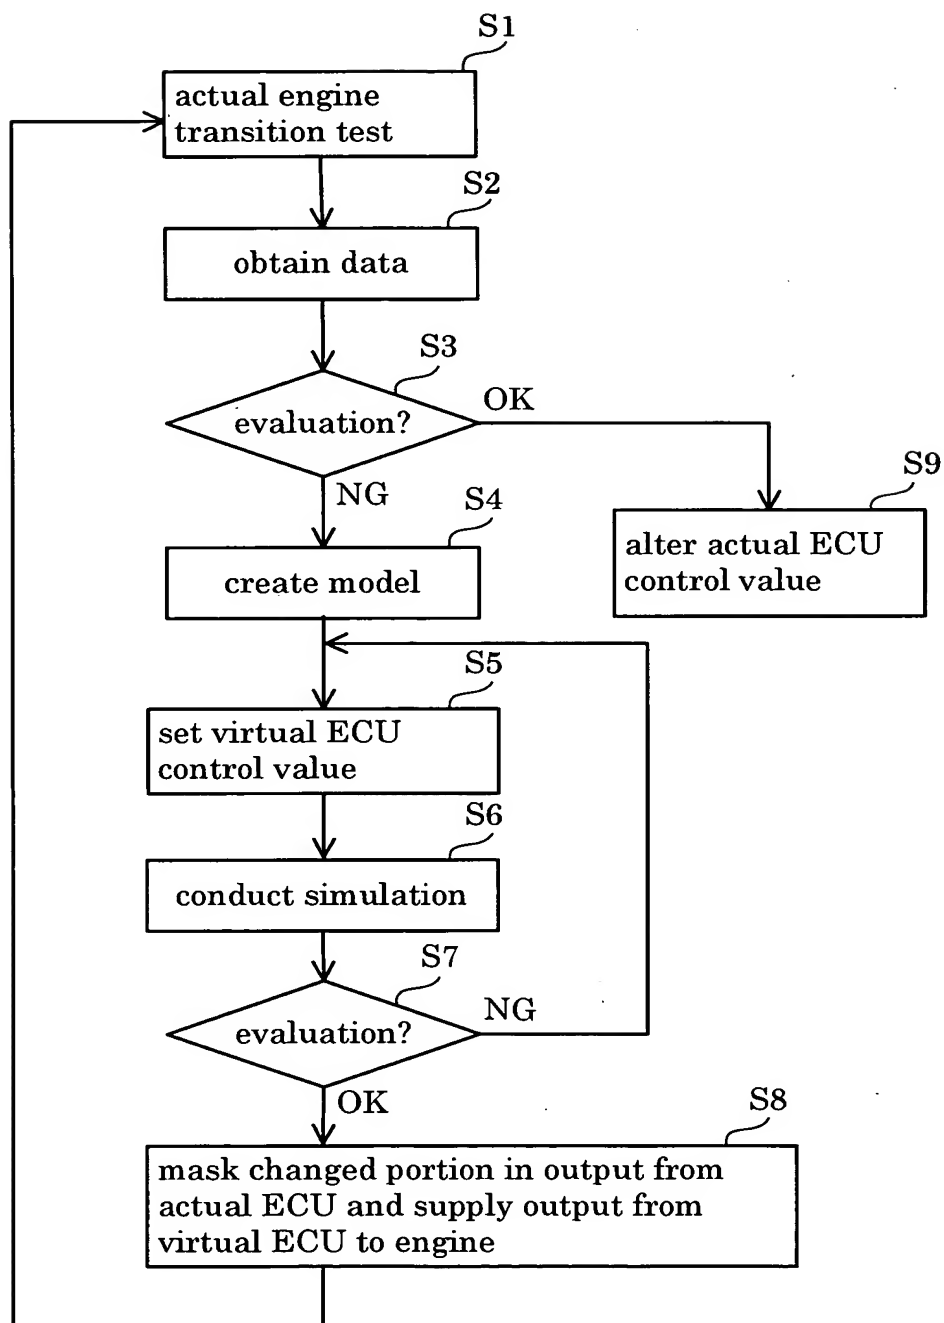 S1
actual engine
transition test
S2
obtain data
S3
evaluation?
OK
NG
S9
alter actual ECU
control value
S4
create model
S5
set virtual ECU
control value
S6
conduct simulation
S7
evaluation?
NG
OK
S8
mask changed portion in output from
actual ECU and supply output from
virtual ECU to engine